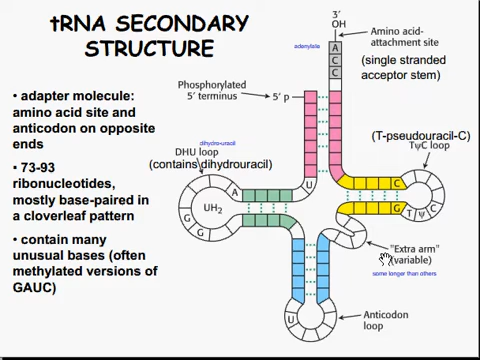 tRNA SECONDARY
STRUCTURE
• adapter molecule:
amino acid site and
anticodon on opposite
ends
• 73-93
ribonucleotides,
mostly base-paired in
a cloverleaf pattern
• contain many
unusual bases (often
methylated versions of
GAUC)
3′
OH
adenylate
A
C
C
Amino acid-
attachment site
(single stranded
acceptor stem)
Phosphorylated
5′ terminus
5′ p
dihydro-uracil
DHU loop
(contains dihydrouracil)
(T-pseudouracil-C)
TψC loop
A
U
UH2
G
G
C
G
T
ψ
C
"Extra arm"
(variable)
some longer than others
U
Anticodon
loop